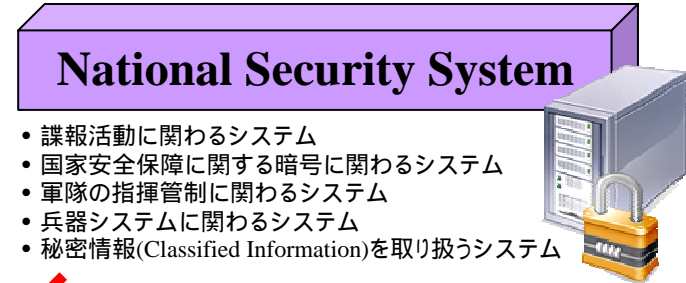 National Security System
• 諜報活動に関わるシステム
• 国家安全保障に関する暗号に関わるシステム
• 軍隊の指揮管制に関わるシステム
• 兵器システムに関わるシステム
• 秘密情報(Classified Information)を取り扱うシステム